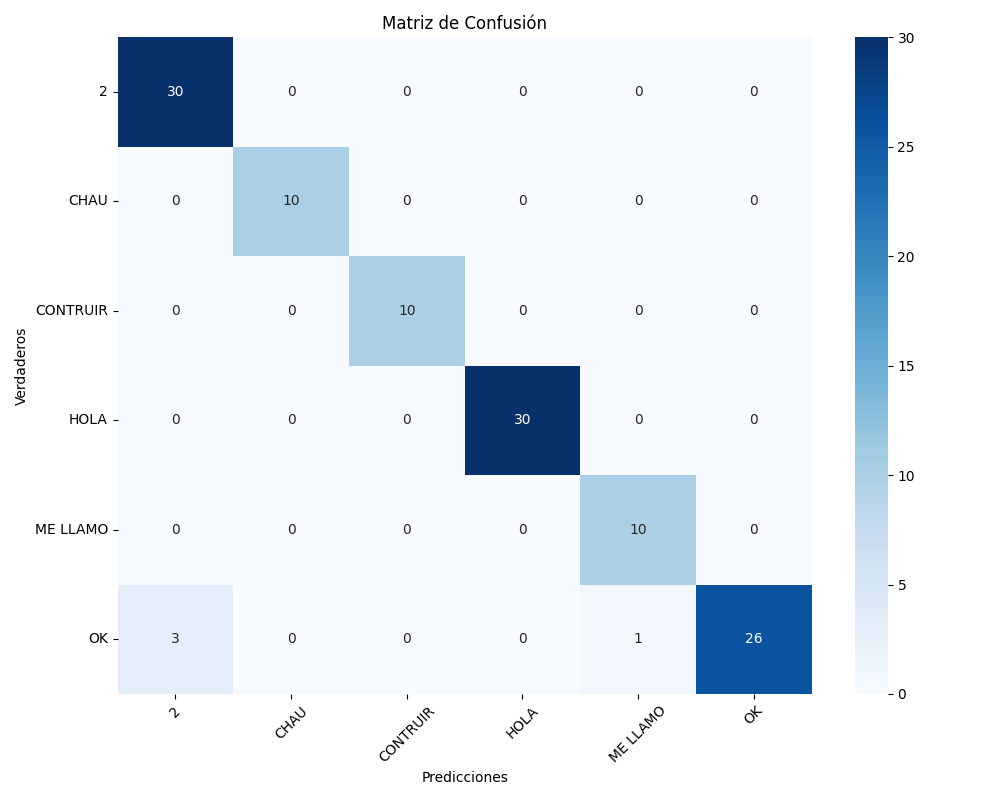 Matriz de Confusión
Verdaderos
2 30 0 0 0 0 0
CHAU 0 10 0 0 0 0
CONTRUIR 0 0 10 0 0 0
HOLA 0 0 0 30 0 0
ME LLAMO 0 0 0 0 10 0
OK 3 0 0 0 1 26
2 CHAU CONTRUIR HOLA ME LLAMO OK
Predicciones
30
25
20
15
10
5
0